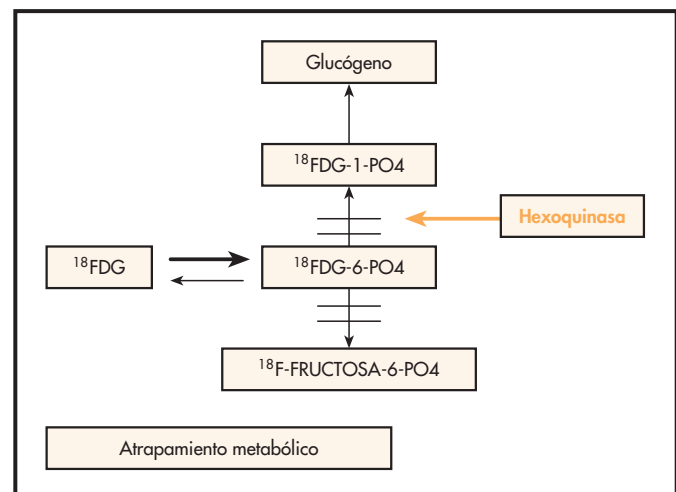 Glucógeno
¹⁸FDG-1-PO4
Hexoquinasa
¹⁸FDG
¹⁸FDG-6-PO4
¹⁸F-FRUCTOSA-6-PO4
Atrapamiento metabólico